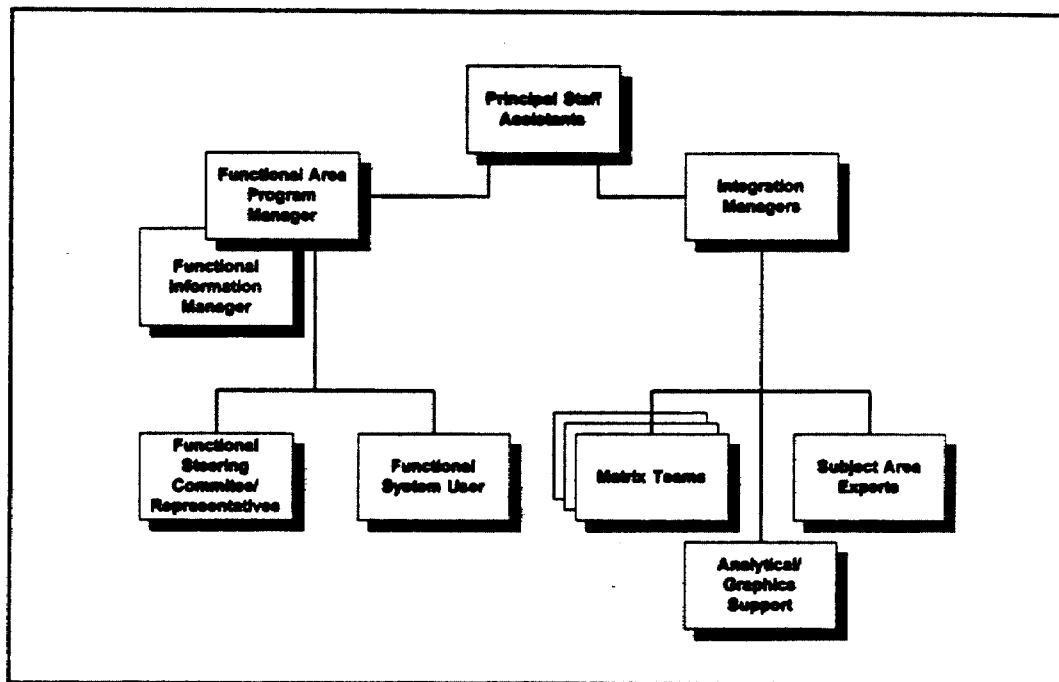 Principal Staff
Assistants
Functional Area
Program
Manager
Integration
Managers
Functional
Information
Manager
Functional
Steering
Commitee/
Representatives
Functional
System User
Matrix Teams
Subject Area
Experts
Analytical/
Graphics
Support